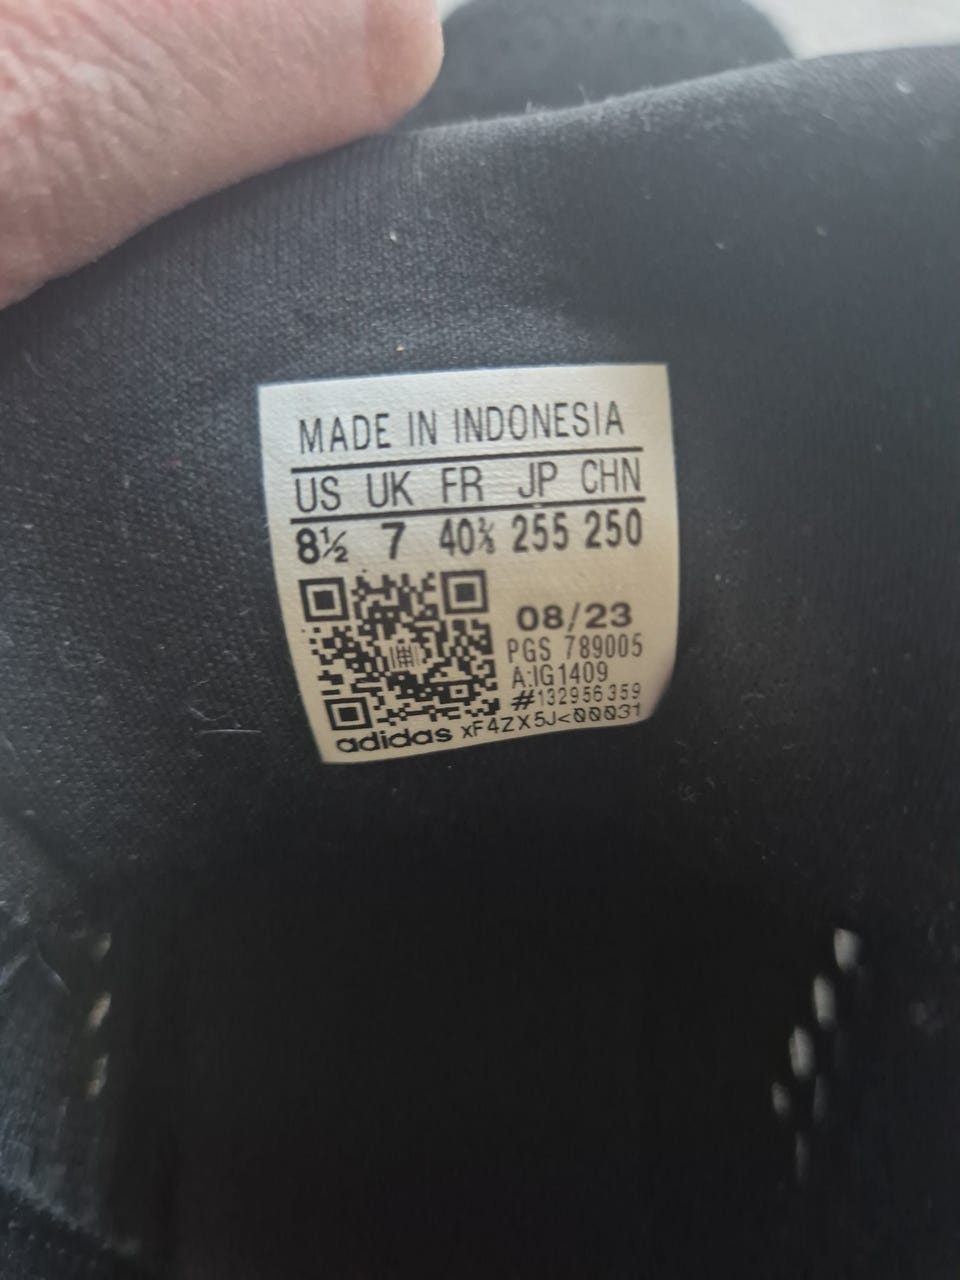 MADE IN INDONESIA
US UK FR JP CHN
8½ 7 40⅔ 255 250
08/23
PGS 789005
A:IG1409
#132956359
adidas xF4ZX5J<00031